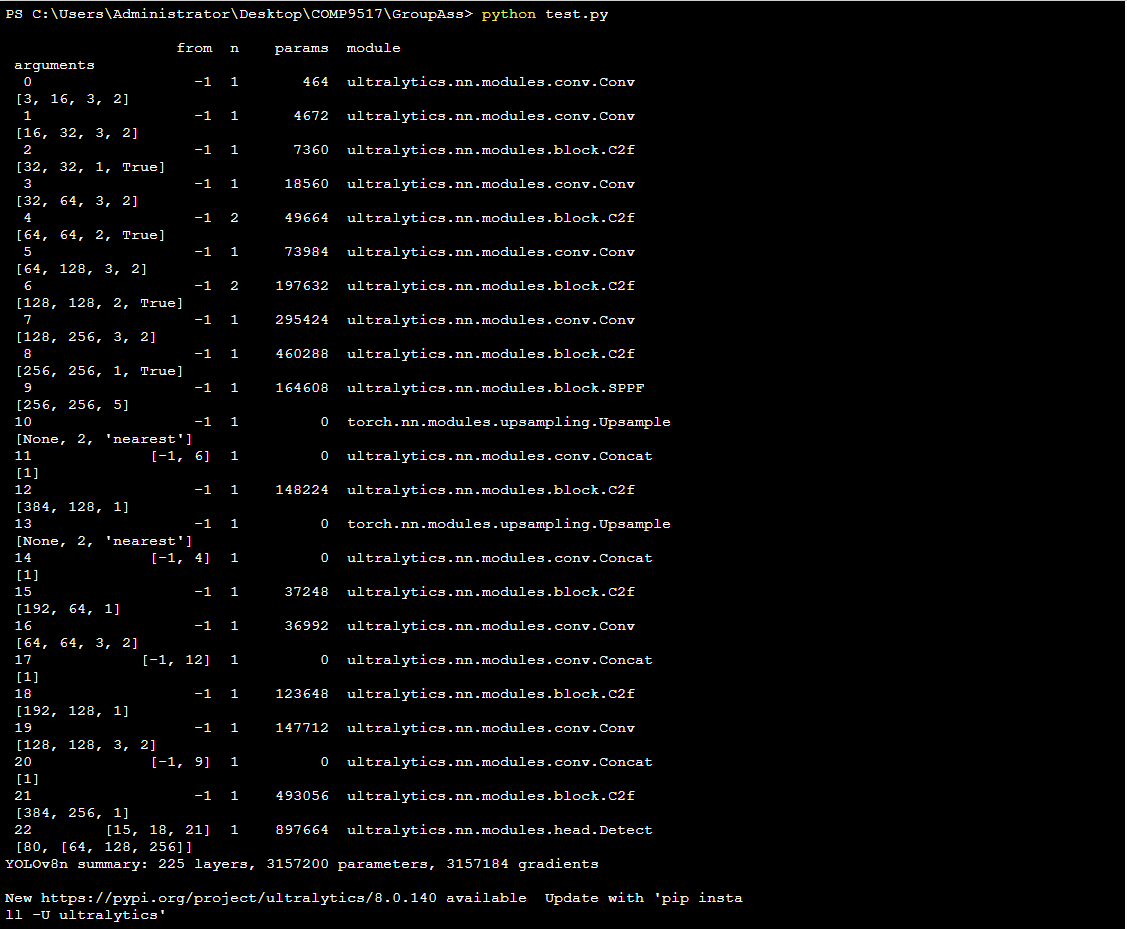 PS C:\Users\Administrator\Desktop\COMP9517\GroupAss> python test.py
from n params module
arguments
0 -1 1 464 ultralytics.nn.modules.conv.Conv
[3, 16, 3, 2]
1 -1 1 4672 ultralytics.nn.modules.conv.Conv
[16, 32, 3, 2]
2 -1 1 7360 ultralytics.nn.modules.block.C2f
[32, 32, 1, True]
3 -1 1 18560 ultralytics.nn.modules.conv.Conv
[32, 64, 3, 2]
4 -1 2 49664 ultralytics.nn.modules.block.C2f
[64, 64, 2, True]
5 -1 1 73984 ultralytics.nn.modules.conv.Conv
[64, 128, 3, 2]
6 -1 2 197632 ultralytics.nn.modules.block.C2f
[128, 128, 2, True]
7 -1 1 295424 ultralytics.nn.modules.conv.Conv
[128, 256, 3, 2]
8 -1 1 460288 ultralytics.nn.modules.block.C2f
[256, 256, 1, True]
9 -1 1 164608 ultralytics.nn.modules.block.SPPF
[256, 256, 5]
10 -1 1 0 torch.nn.modules.upsampling.Upsample
[None, 2, 'nearest']
11 [-1, 6] 1 0 ultralytics.nn.modules.conv.Concat
[1]
12 -1 1 148224 ultralytics.nn.modules.block.C2f
[384, 128, 1]
13 -1 1 0 torch.nn.modules.upsampling.Upsample
[None, 2, 'nearest']
14 [-1, 4] 1 0 ultralytics.nn.modules.conv.Concat
[1]
15 -1 1 37248 ultralytics.nn.modules.block.C2f
[192, 64, 1]
16 -1 1 36992 ultralytics.nn.modules.conv.Conv
[64, 64, 3, 2]
17 [-1, 12] 1 0 ultralytics.nn.modules.conv.Concat
[1]
18 -1 1 123648 ultralytics.nn.modules.block.C2f
[192, 128, 1]
19 -1 1 147712 ultralytics.nn.modules.conv.Conv
[128, 128, 3, 2]
20 [-1, 9] 1 0 ultralytics.nn.modules.conv.Concat
[1]
21 -1 1 493056 ultralytics.nn.modules.block.C2f
[384, 256, 1]
22 [15, 18, 21] 1 897664 ultralytics.nn.modules.head.Detect
[80, [64, 128, 256]]
YOLOv8n summary: 225 layers, 3157200 parameters, 3157184 gradients
New https://pypi.org/project/ultralytics/8.0.140 available Update with 'pip insta
ll -U ultralytics'